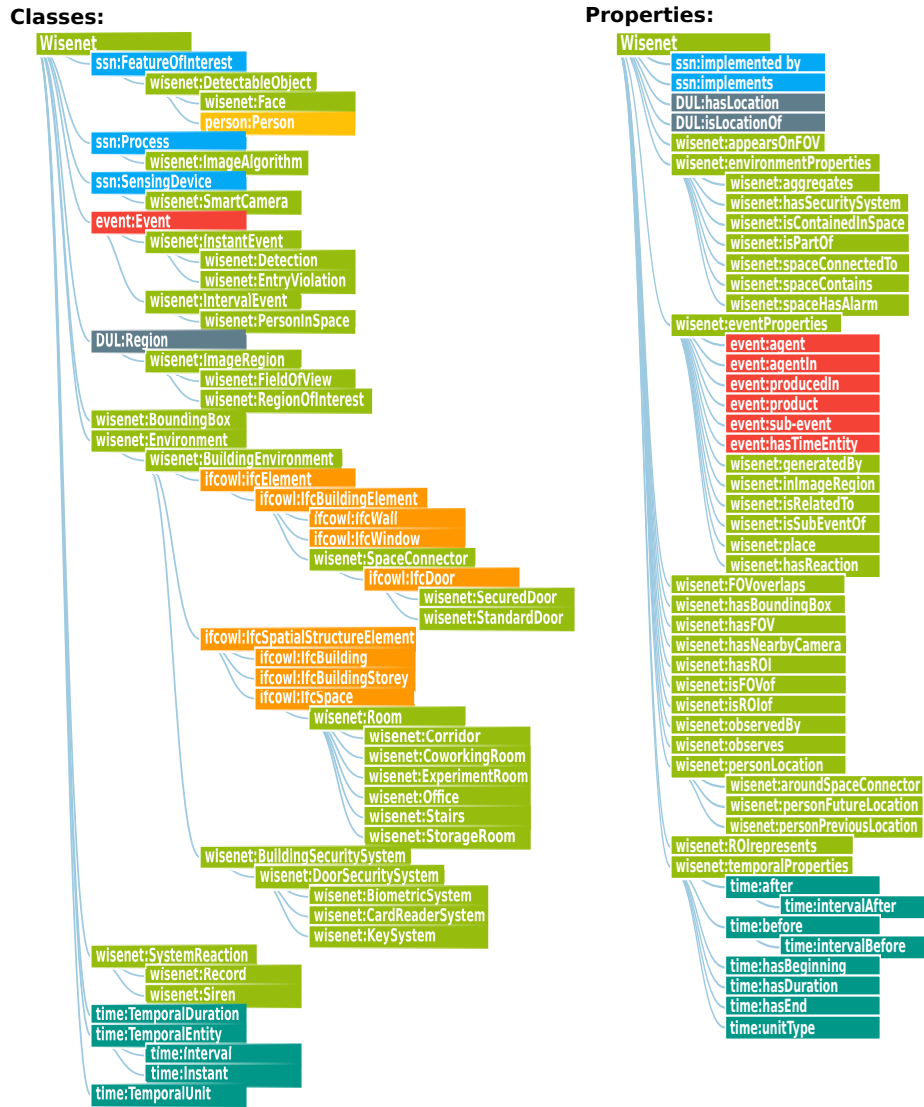 Classes:
Wisenet
ssn:FeatureOfInterest
wisenet:DetectableObject
wisenet:Face
person:Person
ssn:Process
wisenet:ImageAlgorithm
ssn:SensingDevice
wisenet:SmartCamera
event:Event
wisenet:InstantEvent
wisenet:Detection
wisenet:EntryViolation
wisenet:IntervalEvent
wisenet:PersonInSpace
DUL:Region
wisenet:ImageRegion
wisenet:FieldOfView
wisenet:RegionOfInterest
wisenet:BoundingBox
wisenet:Environment
wisenet:BuildingEnvironment
ifcowl:ifcElement
ifcowl:IfcBuildingElement
ifcowl:IfcWall
ifcowl:IfcWindow
wisenet:SpaceConnector
ifcowl:IfcDoor
wisenet:SecuredDoor
wisenet:StandardDoor
ifcowl:IfcSpatialStructureElement
ifcowl:IfcBuilding
ifcowl:IfcBuildingStorey
ifcowl:IfcSpace
wisenet:Room
wisenet:Corridor
wisenet:CoworkingRoom
wisenet:ExperimentRoom
wisenet:Office
wisenet:Stairs
wisenet:StorageRoom
wisenet:BuildingSecuritySystem
wisenet:DoorSecuritySystem
wisenet:BiometricSystem
wisenet:CardReaderSystem
wisenet:KeySystem
wisenet:SystemReaction
wisenet:Record
wisenet:Siren
time:TemporalDuration
time:TemporalEntity
time:Interval
time:Instant
time:TemporalUnit
Properties:
Wisenet
ssn:implemented by
ssn:implements
DUL:hasLocation
DUL:isLocationOf
wisenet:appearsOnFOV
wisenet:environmentProperties
wisenet:aggregates
wisenet:hasSecuritySystem
wisenet:isContainedInSpace
wisenet:isPartOf
wisenet:spaceConnectedTo
wisenet:spaceContains
wisenet:spaceHasAlarm
wisenet:eventProperties
event:agent
event:agentIn
event:producedIn
event:product
event:sub-event
event:hasTimeEntity
wisenet:generatedBy
wisenet:inImageRegion
wisenet:isRelatedTo
wisenet:isSubEventOf
wisenet:place
wisenet:hasReaction
wisenet:FOVoverlaps
wisenet:hasBoundingBox
wisenet:hasFOV
wisenet:hasNearbyCamera
wisenet:hasROI
wisenet:isFOVof
wisenet:isROIof
wisenet:observedBy
wisenet:observes
wisenet:personLocation
wisenet:aroundSpaceConnector
wisenet:personFutureLocation
wisenet:personPreviousLocation
wisenet:ROIrepresents
wisenet:temporalProperties
time:after
time:intervalAfter
time:before
time:intervalBefore
time:hasBeginning
time:hasDuration
time:hasEnd
time:unitType